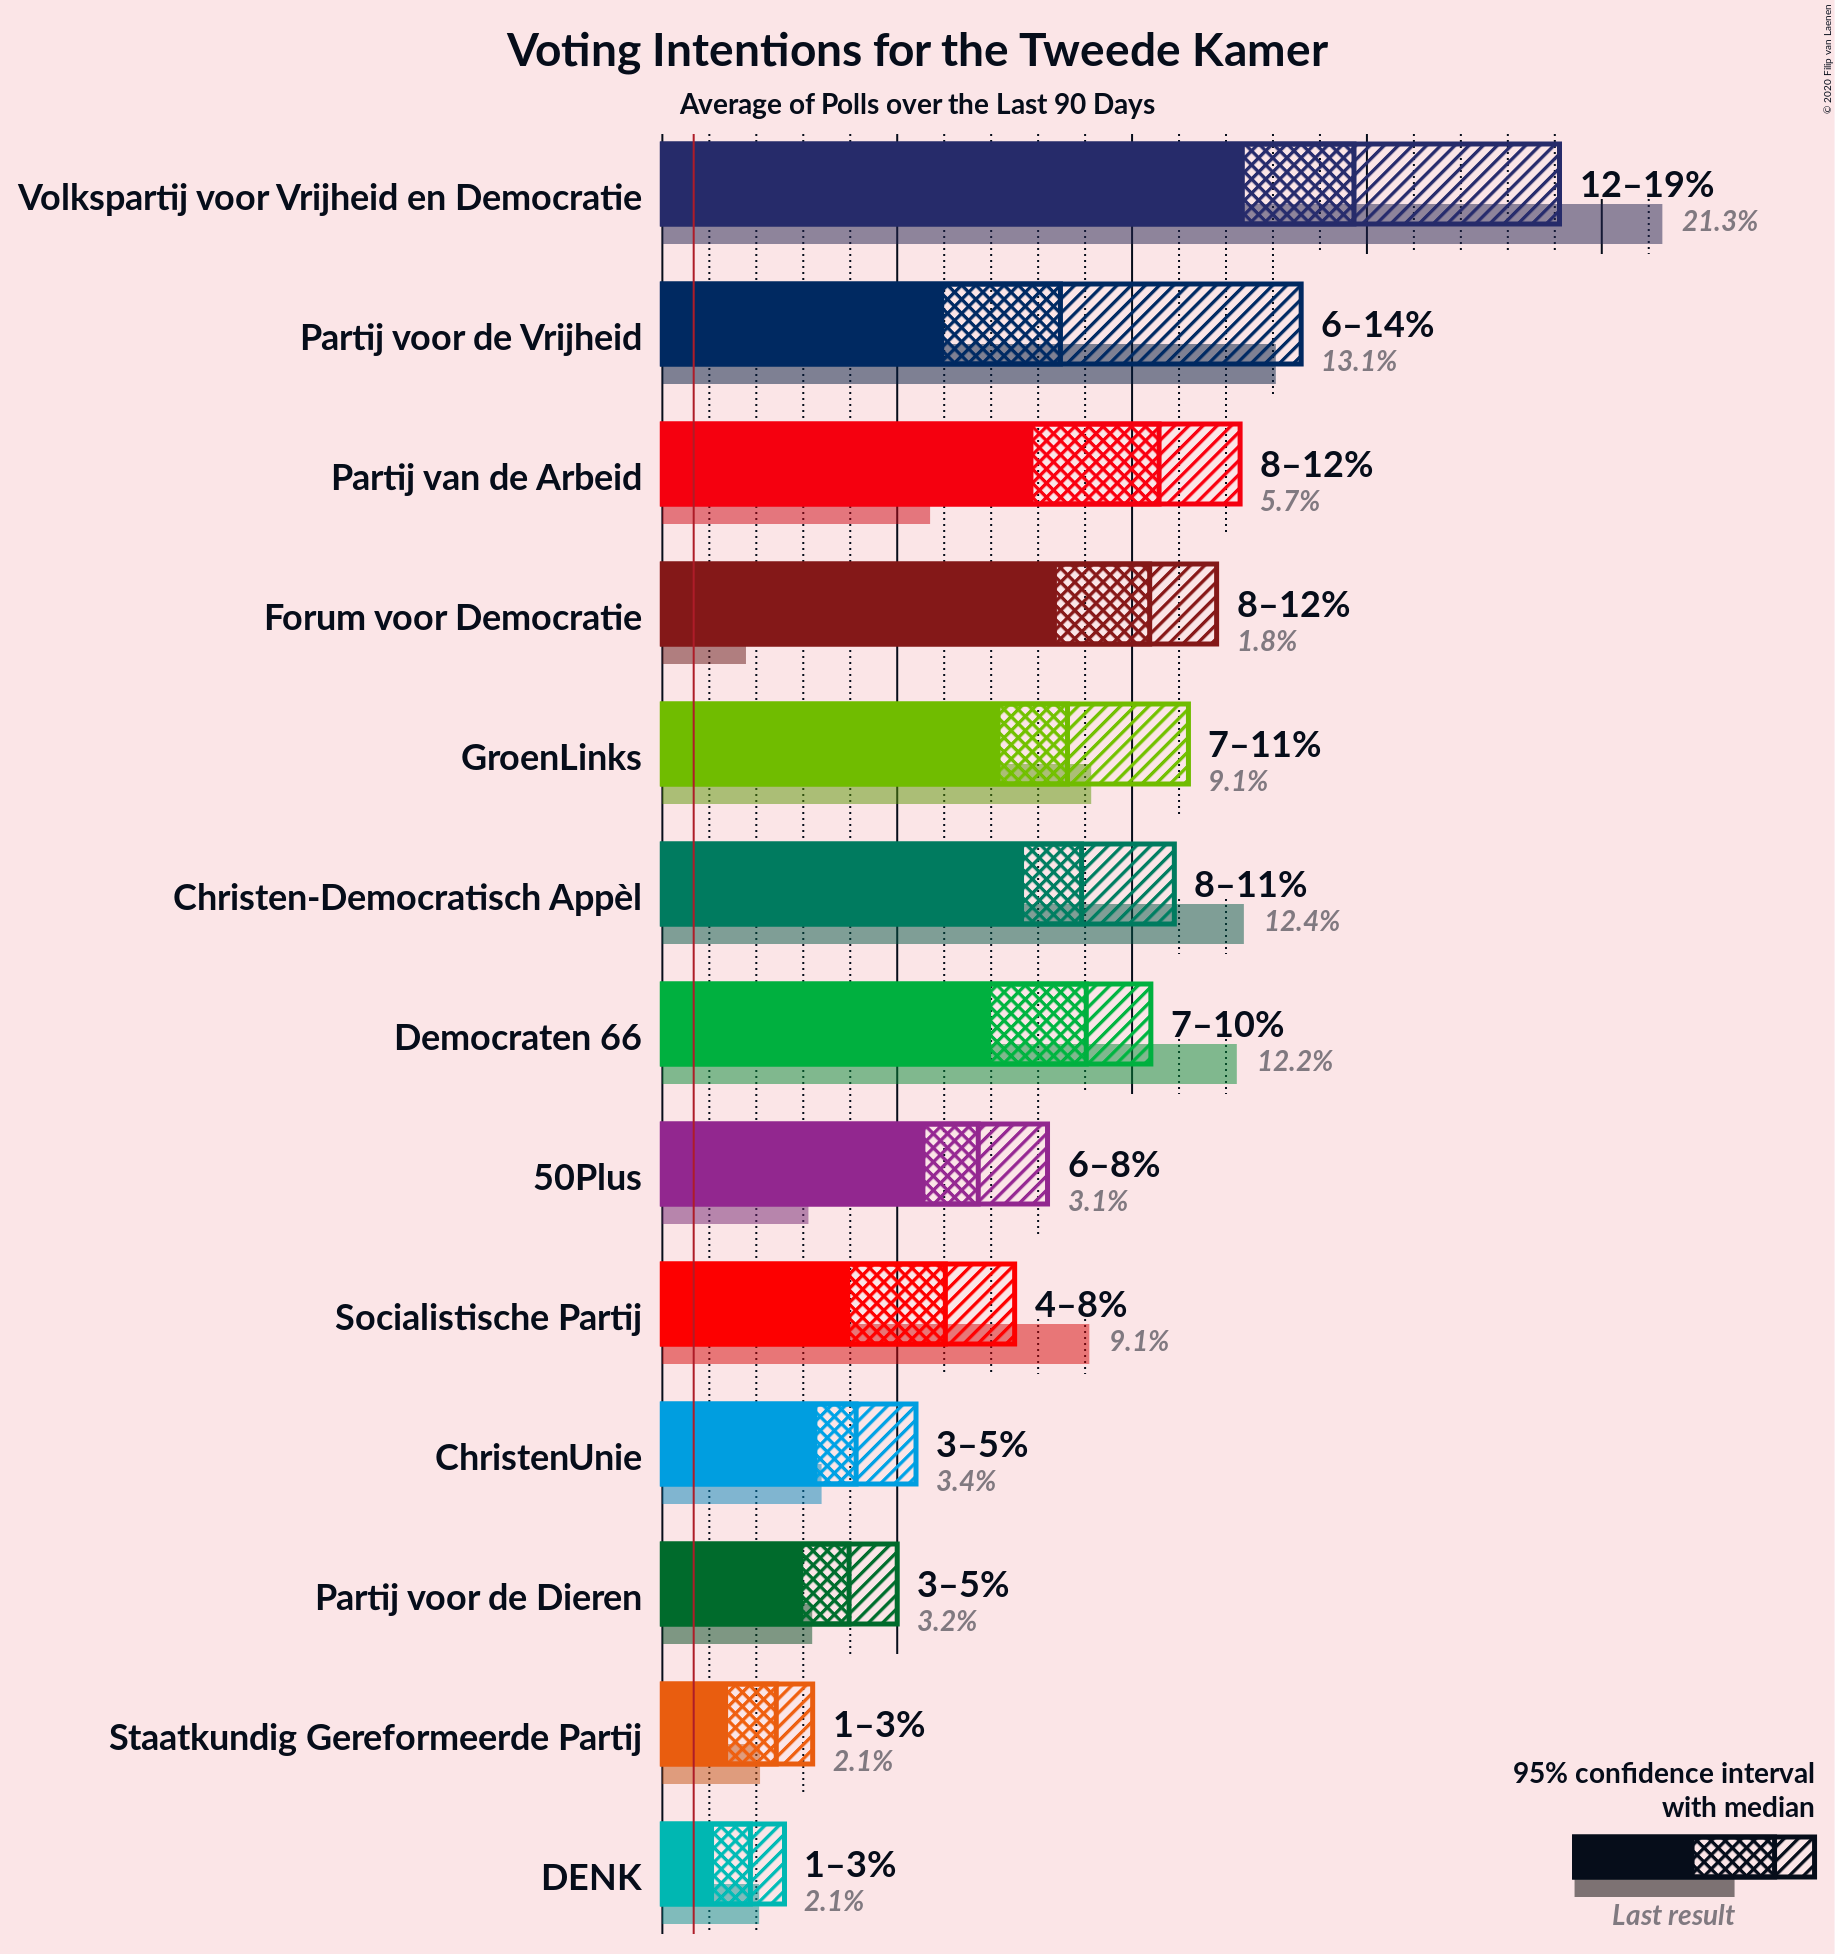 Voting Intentions for the Tweede Kamer
Average of Polls over the Last 90 Days
© 2020 Filip van Laenen
Volkspartij voor Vrijheid en Democratie
12–19%
21.3%
Partij voor de Vrijheid
6–14%
13.1%
Partij van de Arbeid
8–12%
5.7%
Forum voor Democratie
8–12%
1.8%
GroenLinks
7–11%
9.1%
Christen-Democratisch Appèl
8–11%
12.4%
Democraten 66
7–10%
12.2%
50Plus
6–8%
3.1%
Socialistische Partij
4–8%
9.1%
ChristenUnie
3–5%
3.4%
Partij voor de Dieren
3–5%
3.2%
Staatkundig Gereformeerde Partij
1–3%
2.1%
DENK
1–3%
2.1%
95% confidence interval
with median
Last result